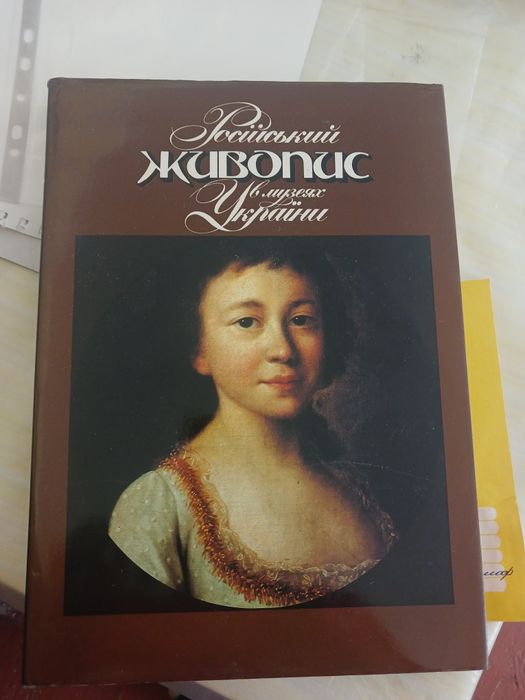 Російський
живопис
в музеях
України